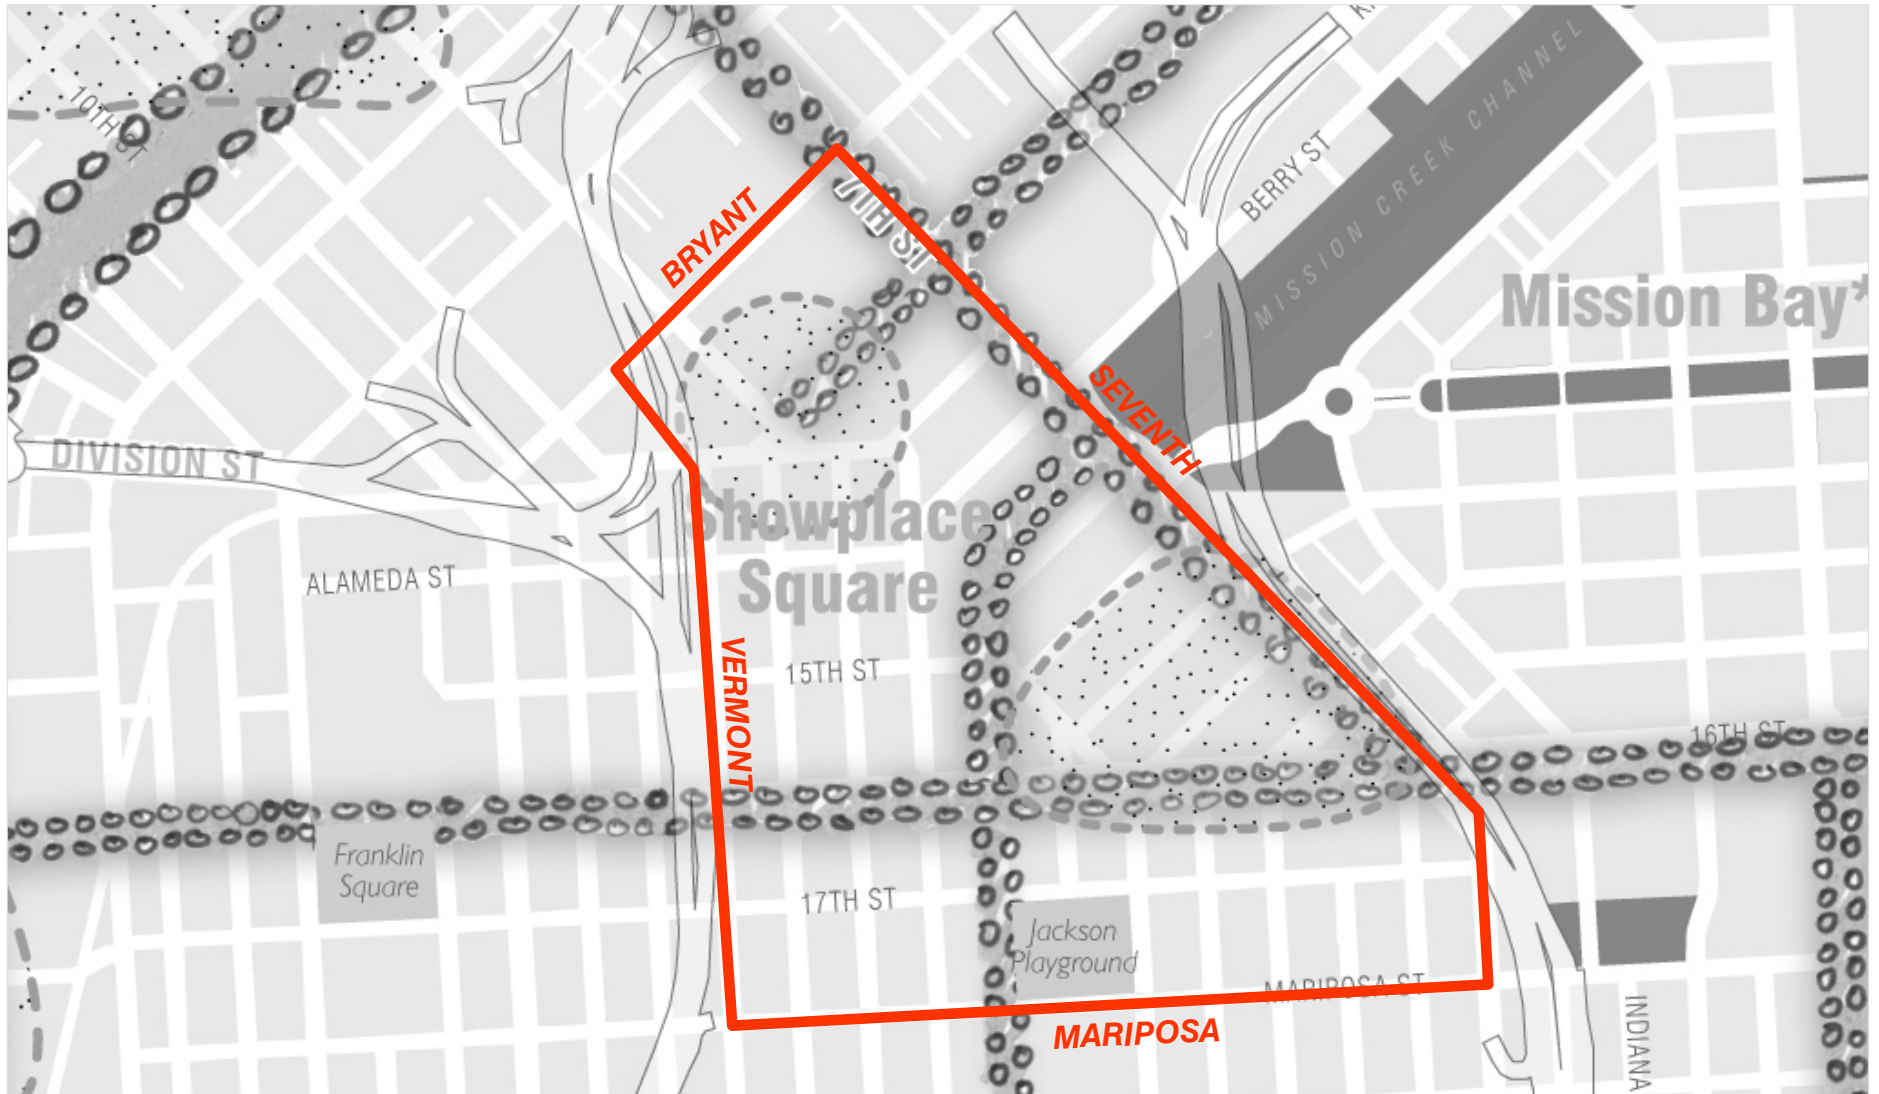 10TH ST
BRYANT
7TH ST
BERRY ST
MISSION CREEK CHANNEL
Mission Bay*
DIVISION ST
SEVENTH
Showplace
Square
ALAMEDA ST
VERMONT
15TH ST
16TH ST
Franklin
Square
17TH ST
Jackson
Playground
MARIPOSA ST
MARIPOSA
INDIANA